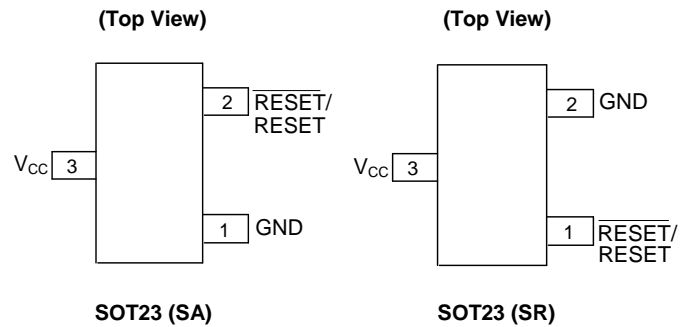 (Top View)
2 RESET/
RESET
VCC 3
1 GND
SOT23 (SA)
(Top View)
2 GND
VCC 3
1 RESET/
RESET
SOT23 (SR)